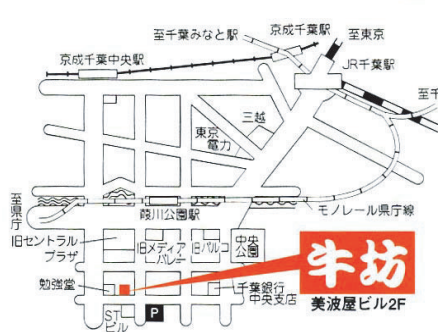 至千葉みなと駅
京成千葉駅
至東京
京成千葉中央駅
JR千葉駅
至千
三越
東京
電力
至県庁
葭川公園駅
モノレール県庁線
旧セントラル
プラザ
旧メディア
バレー
旧パルコ
中央
公園
牛坊
勉強堂
千葉銀行
中央支店
美波屋ビル2F
STビル
P